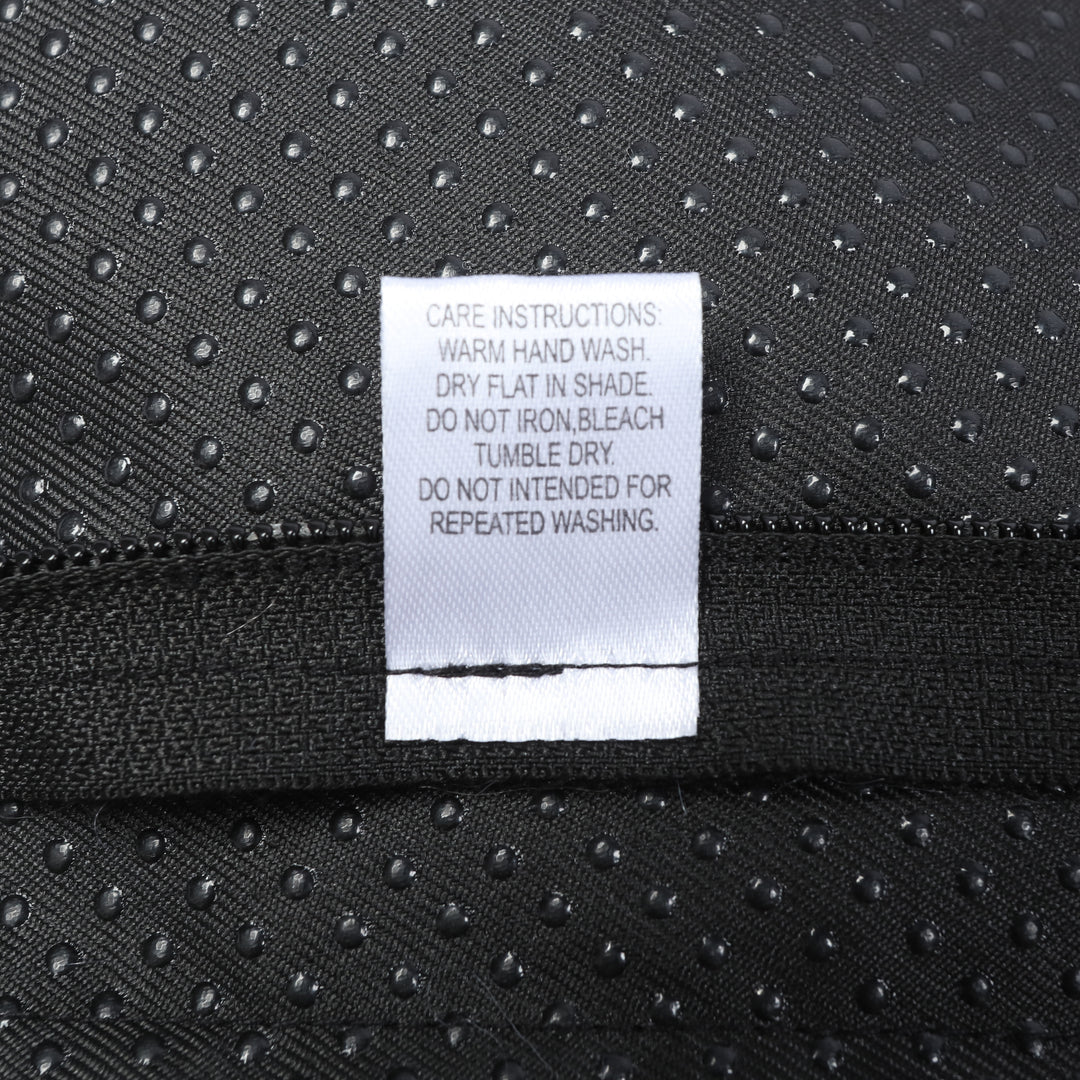 CARE INSTRUCTIONS:
WARM HAND WASH.
DRY FLAT IN SHADE.
DO NOT IRON,BLEACH
TUMBLE DRY.
DO NOT INTENDED FOR
REPEATED WASHING.